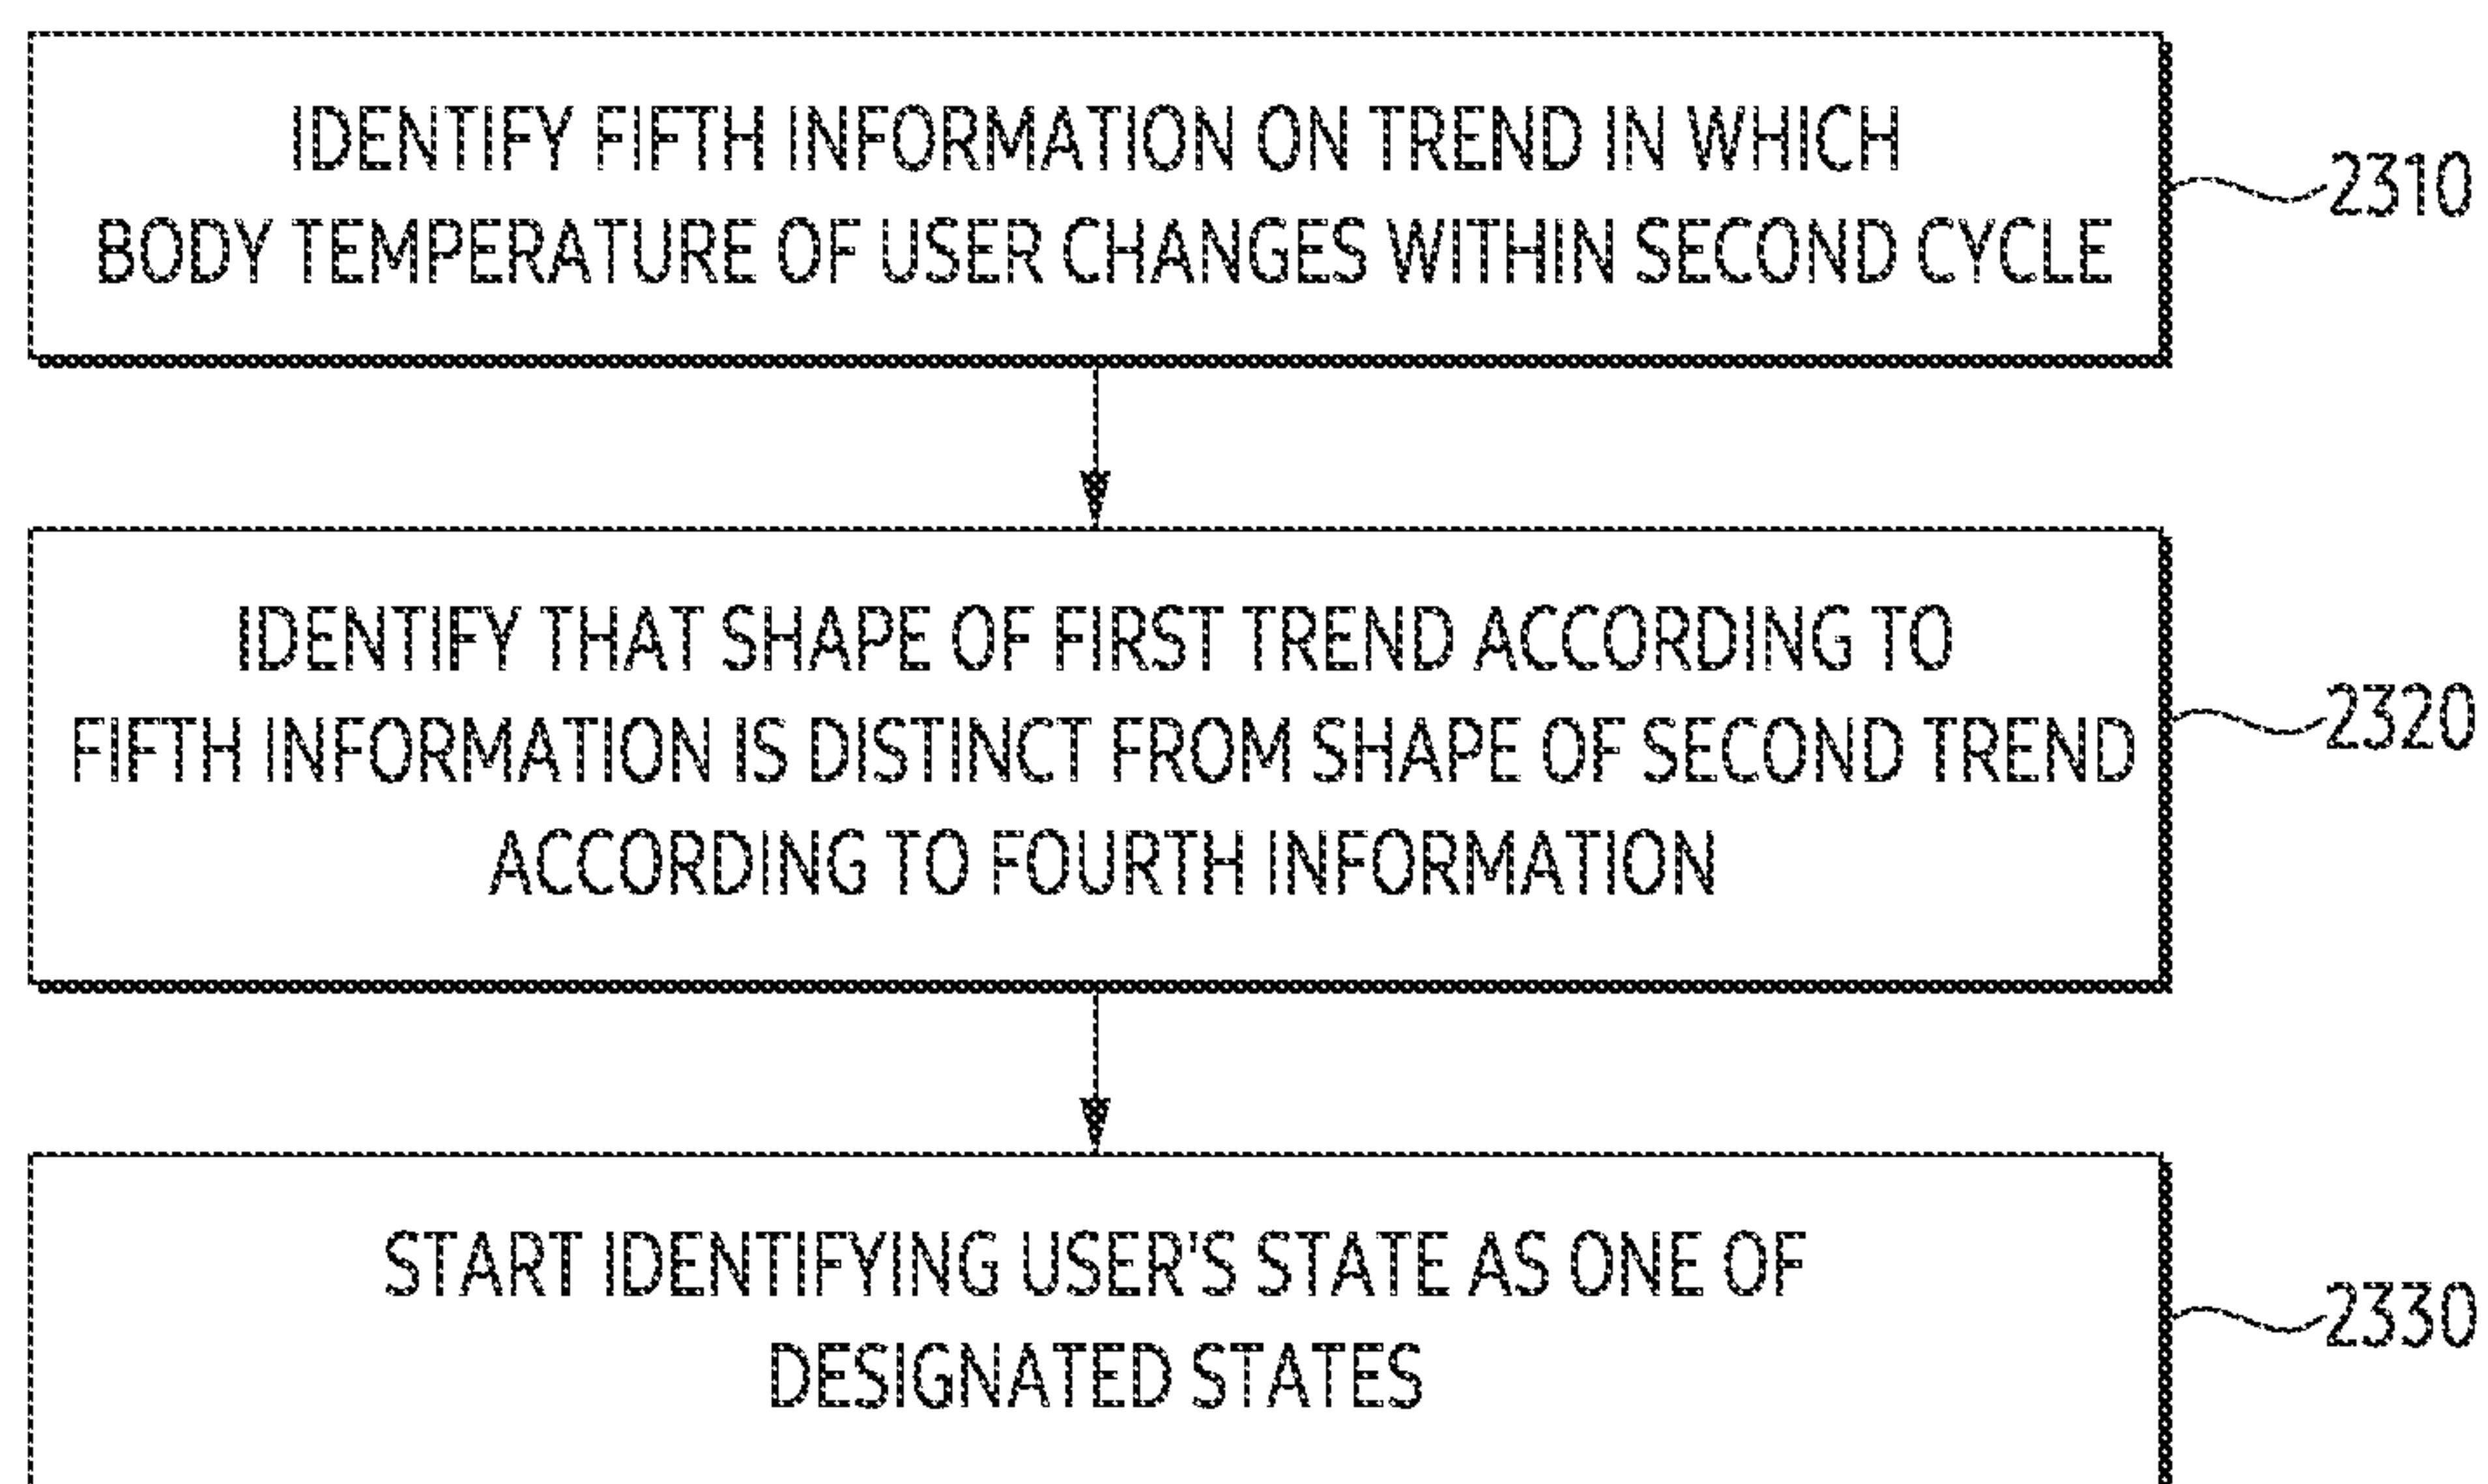 IDENTIFY FIFTH INFORMATION ON TREND IN WHICH
BODY TEMPERATURE OF USER CHANGES WITHIN SECOND CYCLE
2310
IDENTIFY THAT SHAPE OF FIRST TREND ACCORDING TO
FIFTH INFORMATION IS DISTINCT FROM SHAPE OF SECOND TREND
ACCORDING TO FOURTH INFORMATION
2320
START IDENTIFYING USER'S STATE AS ONE OF
DESIGNATED STATES
2330